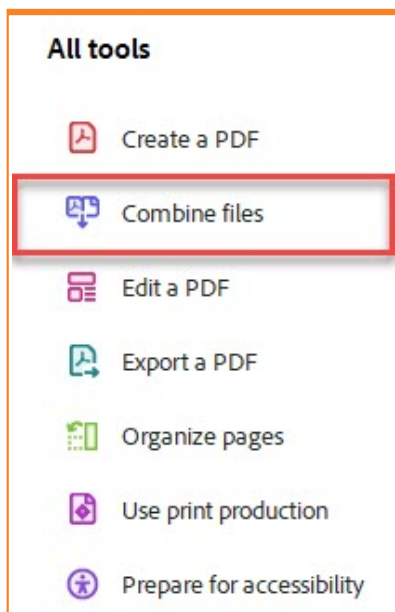 All tools
Create a PDF
Combine files
Edit a PDF
Export a PDF
Organize pages
Use print production
Prepare for accessibility